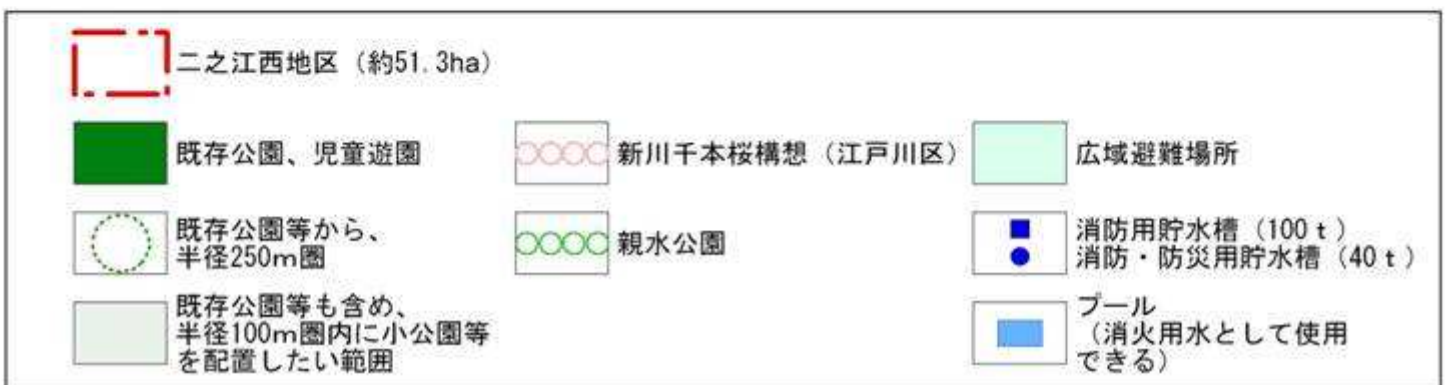 二之江西地区（約51.3ha）
既存公園、児童遊園
新川千本桜構想（江戸川区）
広域避難場所
既存公園等から、
半径250m圏
親水公園
消防用貯水槽（100ｔ）
消防・防災用貯水槽（40ｔ）
既存公園等も含め、
半径100m圏内に小公園等
を配置したい範囲
プール
（消火用水として使用
できる）